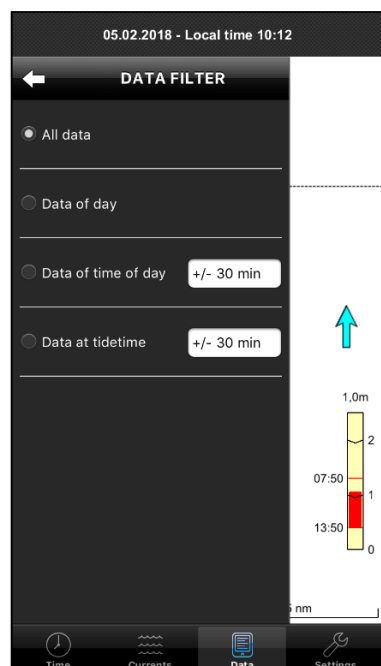 05.02.2018 - Local time 10:12
DATA FILTER
All data
Data of day
Data of time of day +/- 30 min
Data at tidetime +/- 30 min
1,0m
2
07:50
1
13:50
0
nm
Time Currents Data Settings